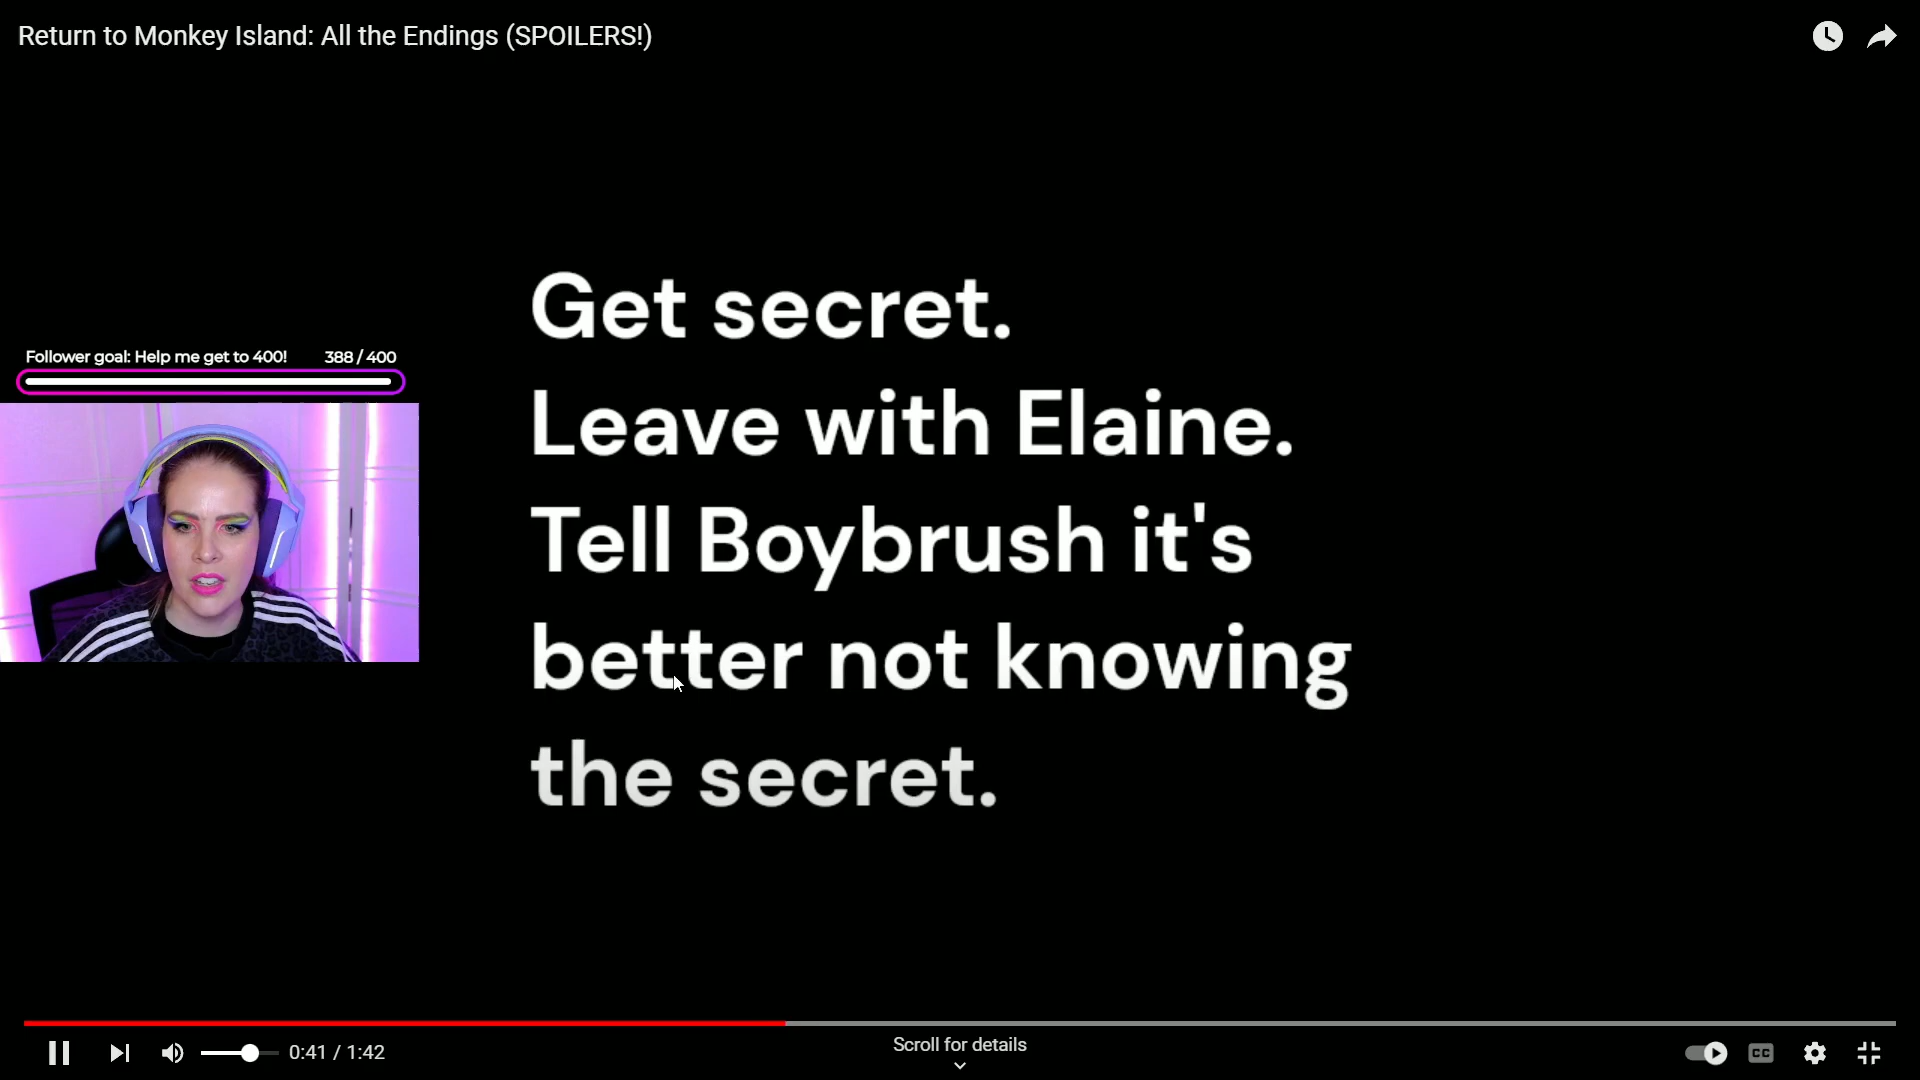 Return to Monkey Island: All the Endings (SPOILERS!)
Get secret.
Leave with Elaine.
Tell Boybrush it's
better not knowing
the secret.
Follower goal: Help me get to 400! 388 / 400
0:41 / 1:42
Scroll for details
CC